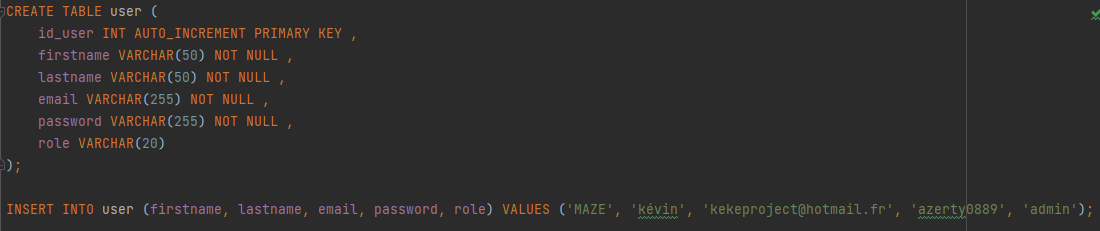 CREATE TABLE user (
id_user INT AUTO_INCREMENT PRIMARY KEY ,
firstname VARCHAR(50) NOT NULL ,
lastname VARCHAR(50) NOT NULL ,
email VARCHAR(255) NOT NULL ,
password VARCHAR(255) NOT NULL ,
role VARCHAR(20)
);
INSERT INTO user (firstname, lastname, email, password, role) VALUES ('MAZE', 'kévin', 'kekeproject@hotmail.fr', 'azerty0889', 'admin');